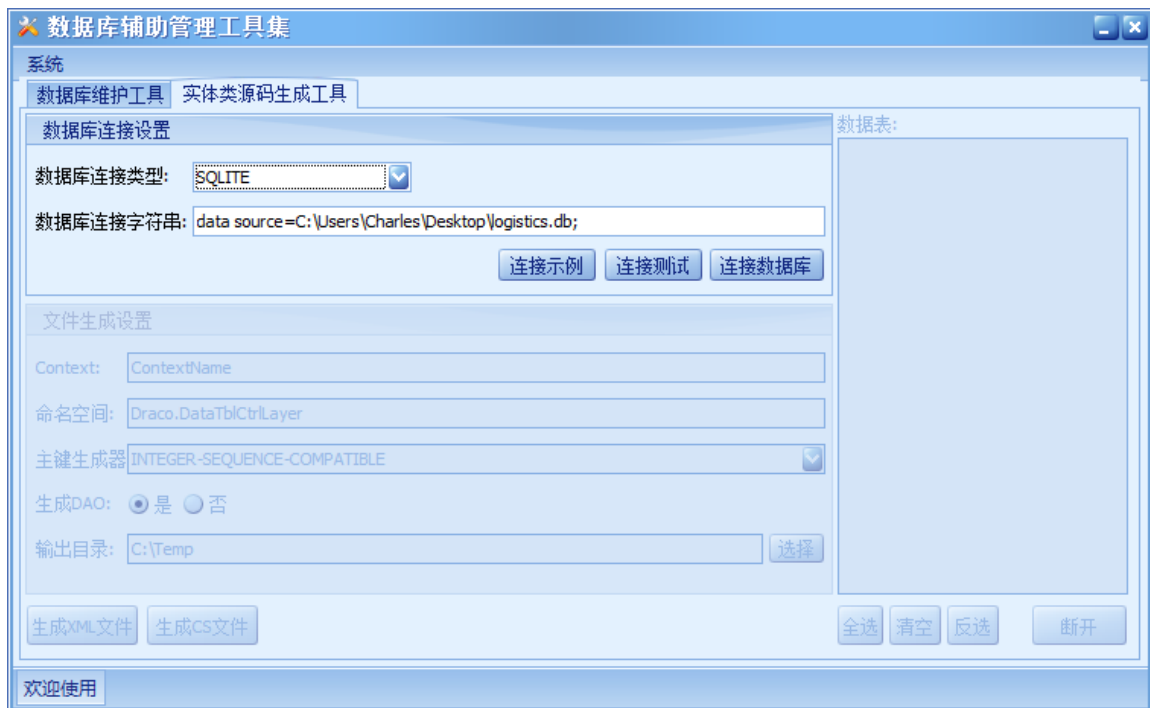 数据库辅助管理工具集
系统
数据库维护工具 实体类源码生成工具
数据库连接设置
数据库连接类型: SQLITE
数据库连接字符串: data source=C:\Users\Charles\Desktop\logistics.db;
连接示例 连接测试 连接数据库
文件生成设置
Context: ContextName
命名空间: Draco.DataTblCtrlLayer
主键生成器 INTEGER-SEQUENCE-COMPATIBLE
生成DAO: 是 否
输出目录: C:\Temp 选择
生成XML文件 生成CS文件
数据表:
全选 清空 反选 断开
欢迎使用